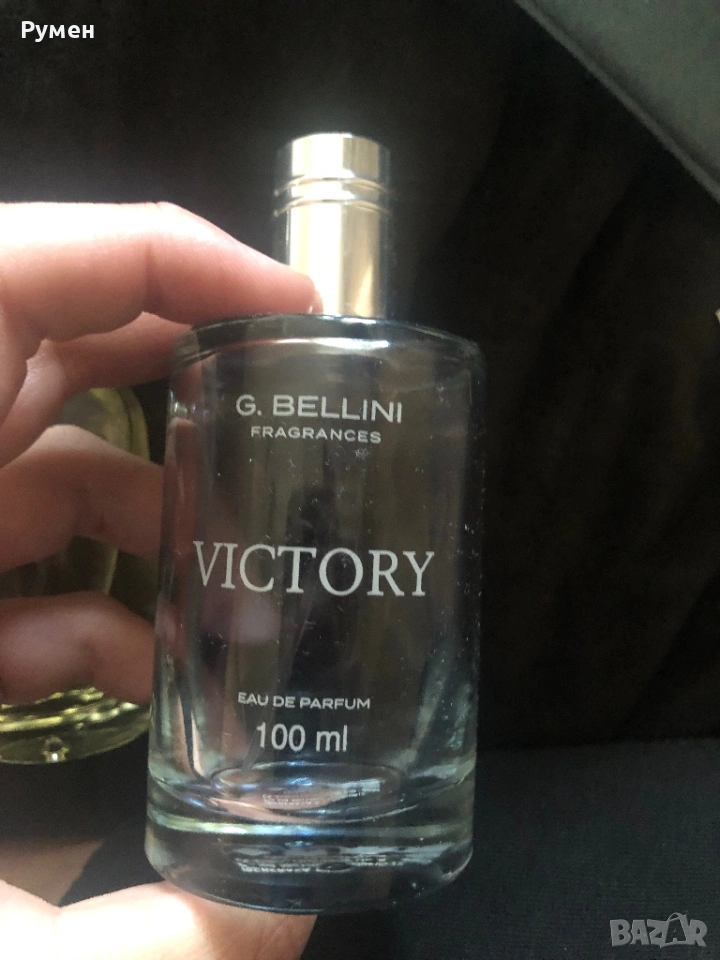 Румен
G. BELLINI
FRAGRANCES
VICTORY
EAU DE PARFUM
100 ml
BAZAR